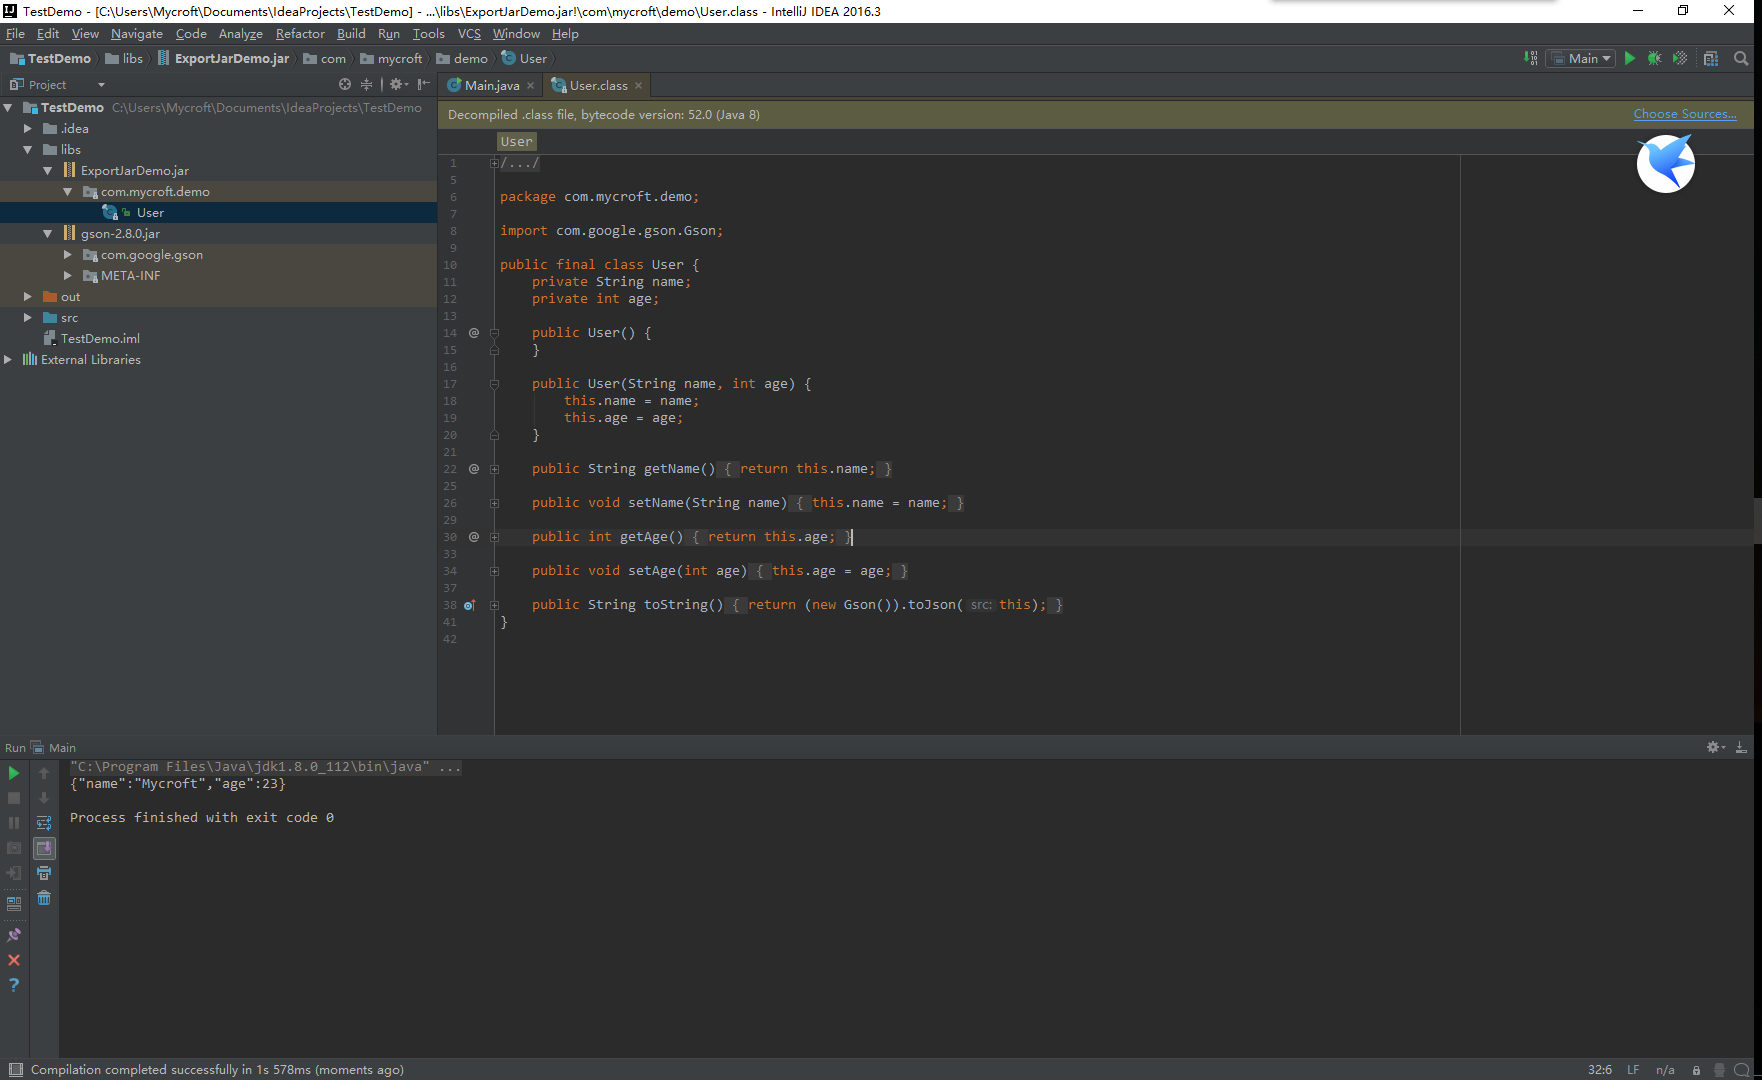 TestDemo - [C:\Users\Mycroft\Documents\IdeaProjects\TestDemo] - ...\libs\ExportJarDemo.jar!\com\mycroft\demo\User.class - IntelliJ IDEA 2016.3
File Edit View Navigate Code Analyze Refactor Build Run Tools VCS Window Help
TestDemo libs ExportJarDemo.jar com mycroft demo User Main
Project
Main.java User.class
TestDemo C:\Users\Mycroft\Documents\IdeaProjects\TestDemo
.idea
libs
ExportJarDemo.jar
com.mycroft.demo
User
gson-2.8.0.jar
com.google.gson
META-INF
out
src
TestDemo.iml
External Libraries
Decompiled .class file, bytecode version: 52.0 (Java 8) Choose Sources...
User
1 /.../
5
6 package com.mycroft.demo;
7
8 import com.google.gson.Gson;
9
10 public final class User {
11 private String name;
12 private int age;
13
14 @ public User() {
15 }
16
17 public User(String name, int age) {
18 this.name = name;
19 this.age = age;
20 }
21
22 @ public String getName() { return this.name; }
25
26 public void setName(String name) { this.name = name; }
29
30 @ public int getAge() { return this.age; }
33
34 public void setAge(int age) { this.age = age; }
37
38 public String toString() { return (new Gson()).toJson( src: this); }
41 }
42
Run Main
"C:\Program Files\Java\jdk1.8.0_112\bin\java" ...
{"name":"Mycroft","age":23}
Process finished with exit code 0
Compilation completed successfully in 1s 578ms (moments ago) 32:6 LF n/a